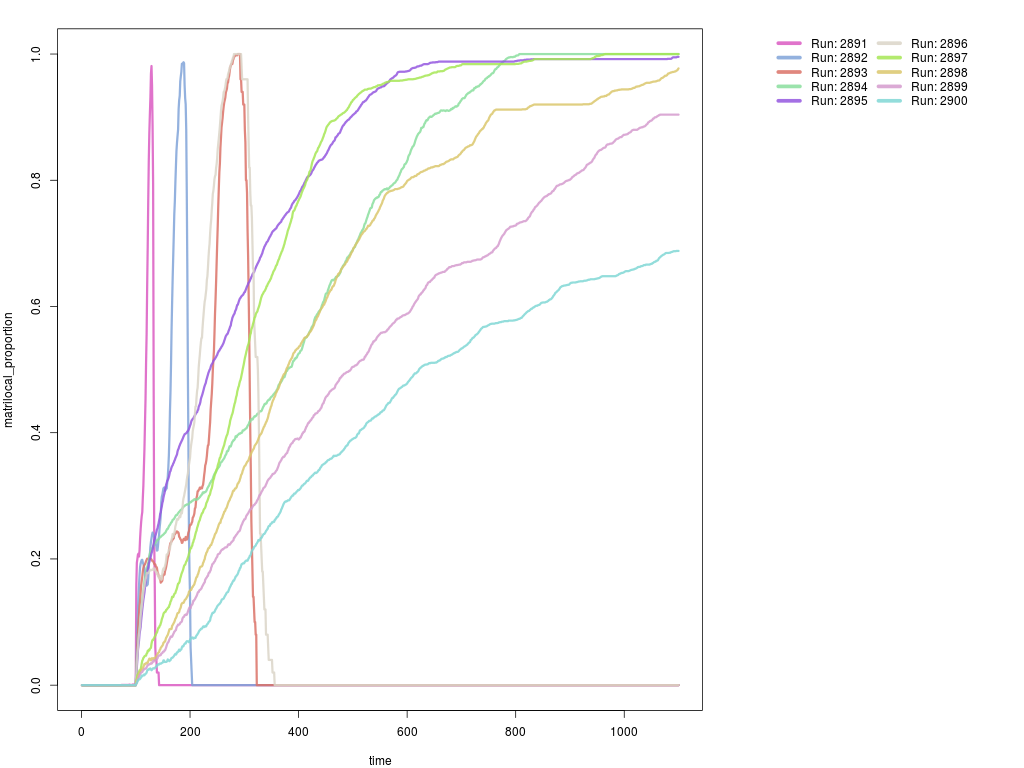 Run: 2891 Run: 2896
Run: 2892 Run: 2897
Run: 2893 Run: 2898
Run: 2894 Run: 2899
Run: 2895 Run: 2900
1.0
0.8
0.6
0.4
0.2
0.0
matrilocal_proportion
0 200 400 600 800 1000
time